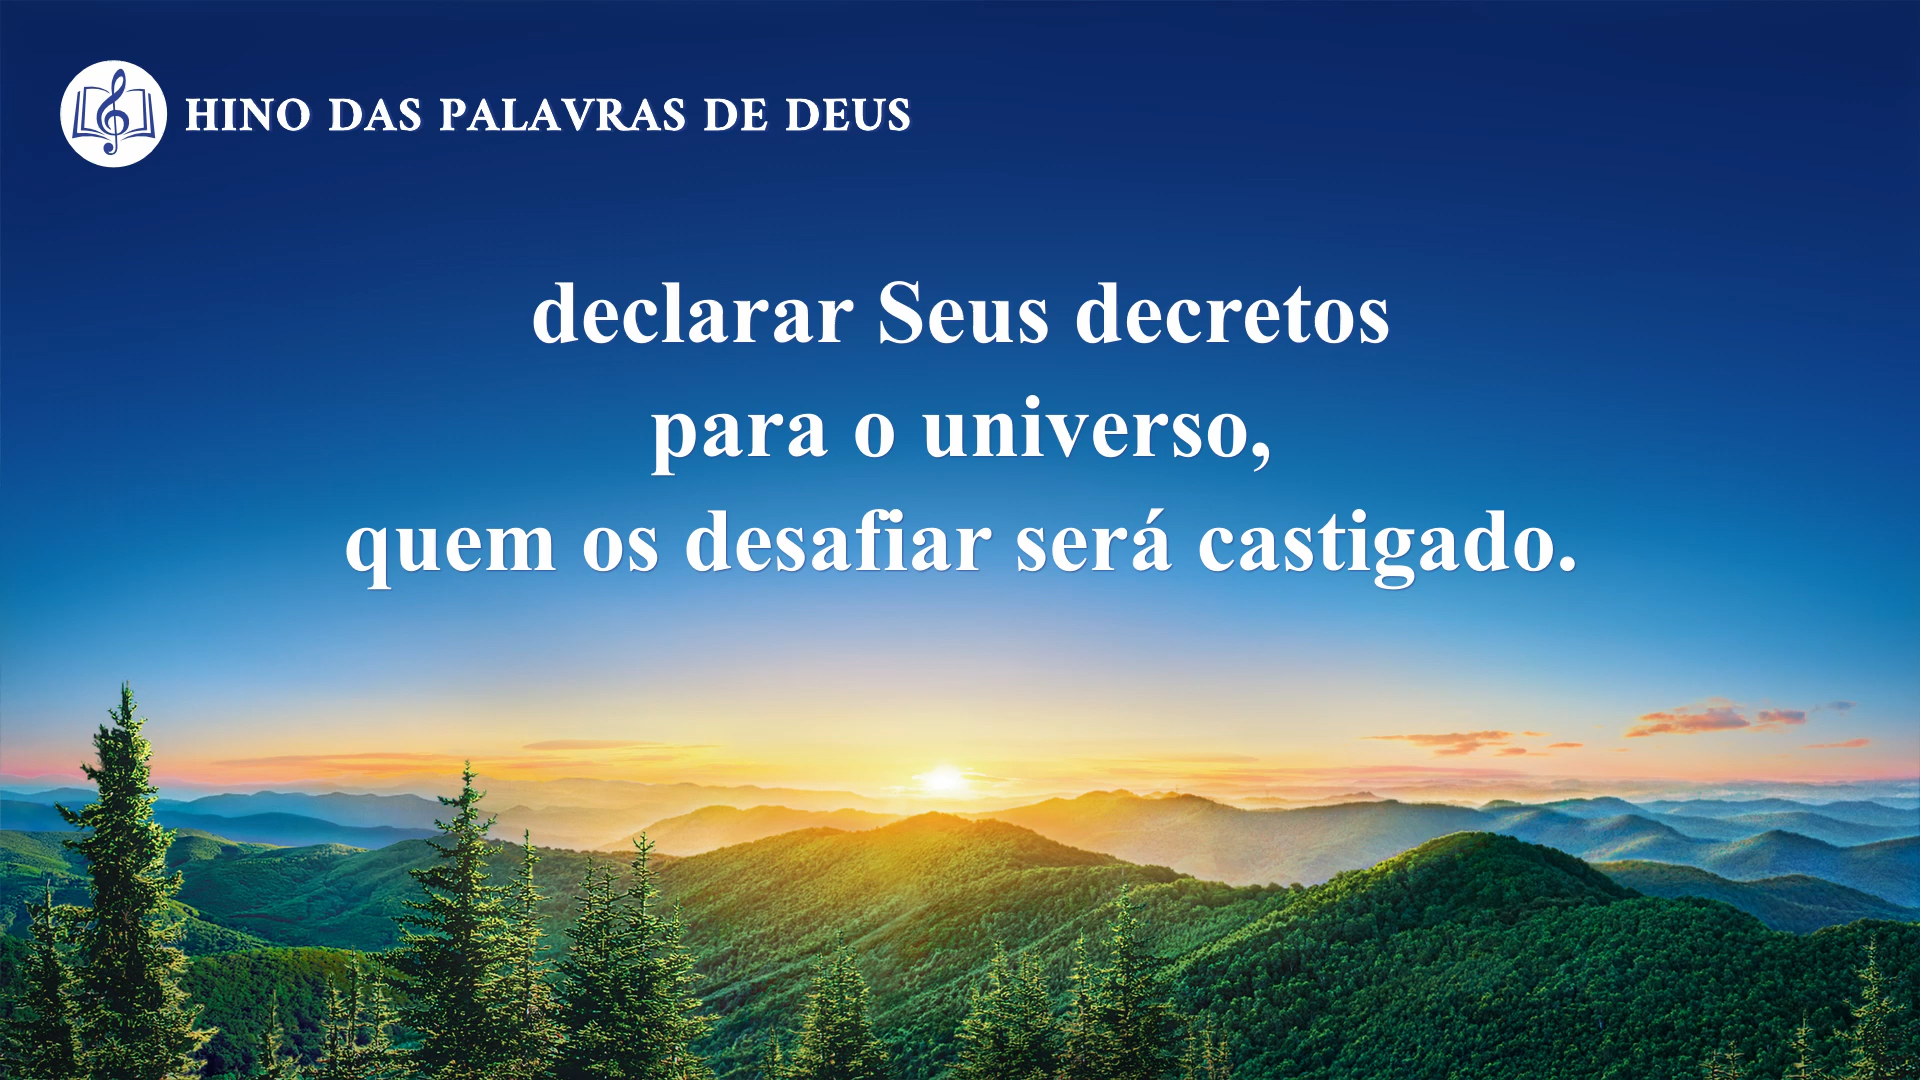 HINO DAS PALAVRAS DE DEUS
declarar Seus decretos
para o universo,
quem os desafiar será castigado.